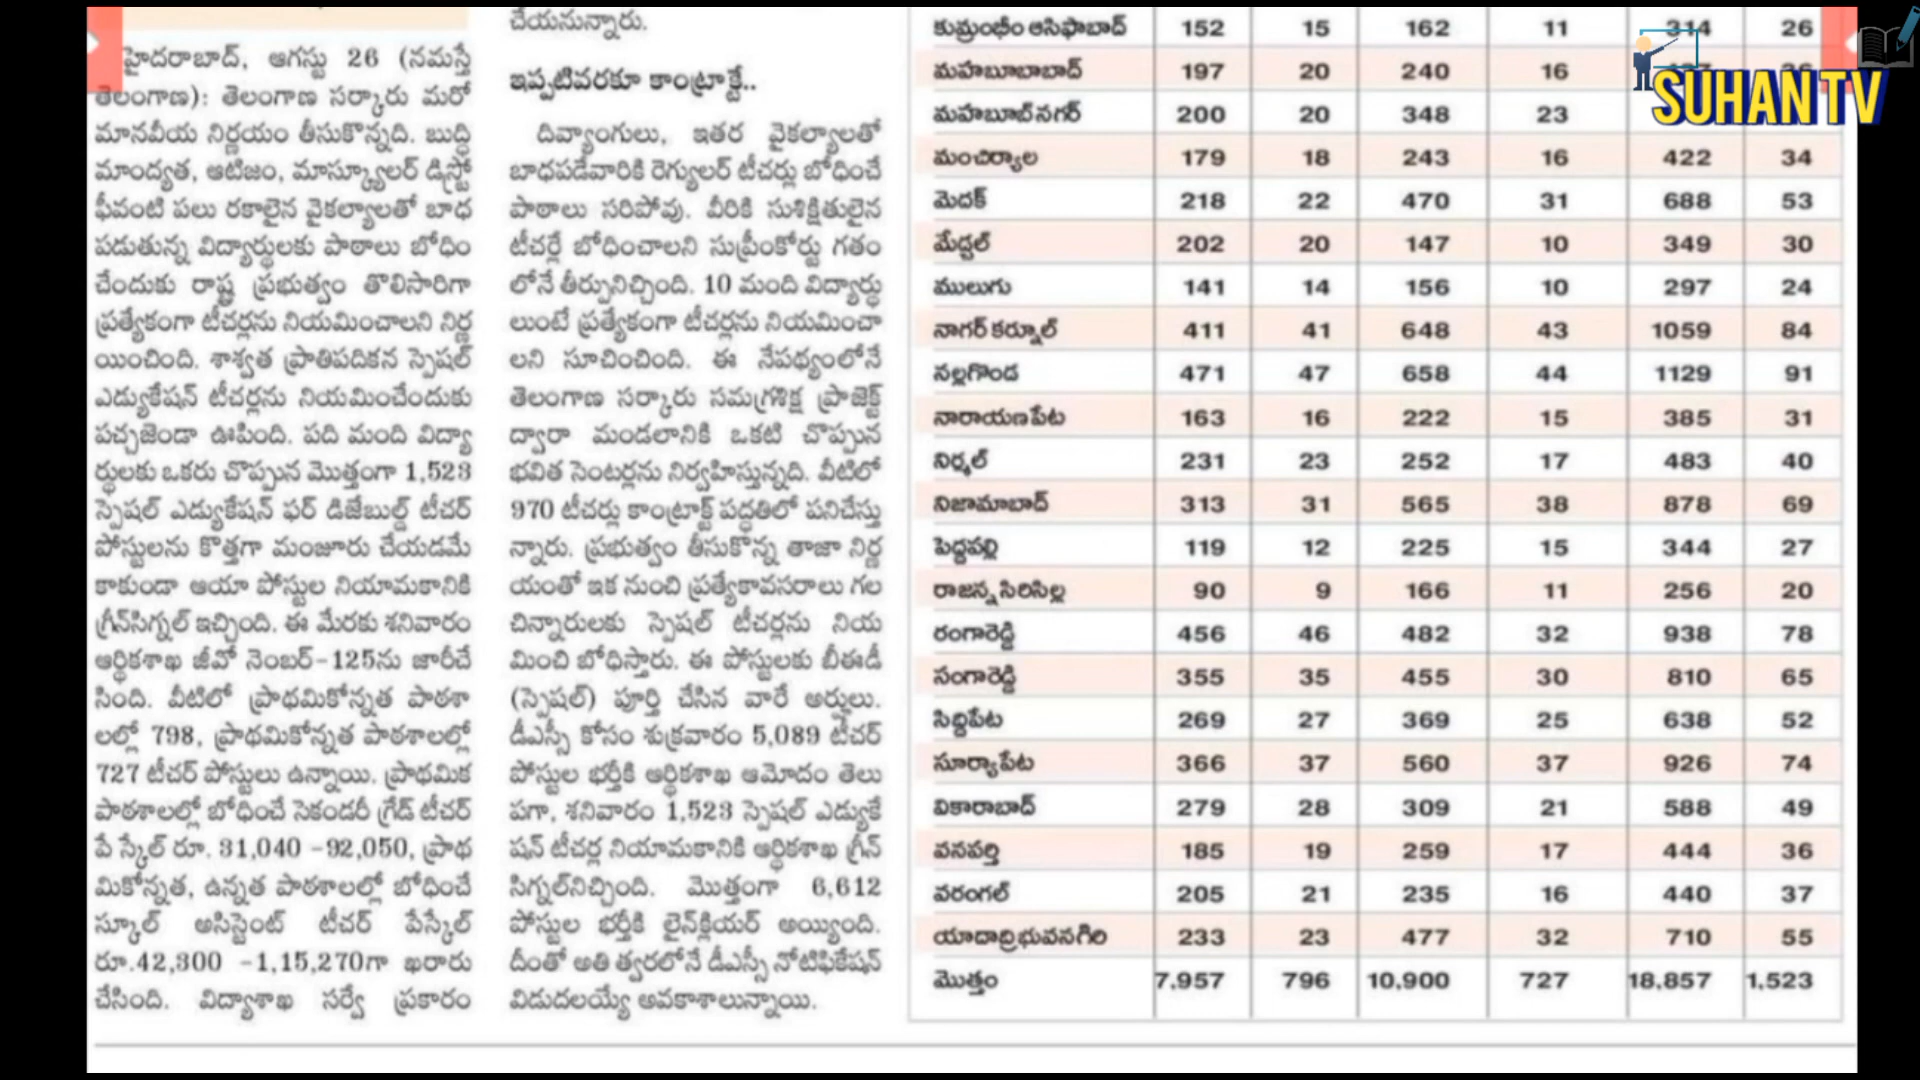 చేయనున్నారు.
హైదరాబాద్, ఆగస్టు 26 (నమస్తే
తెలంగాణ): తెలంగాణ సర్కారు మరో
మానవీయ నిర్ణయం తీసుకొన్నది. బుద్ధి
మాంద్యత, ఆటిజం, మాస్క్యూలర్ డిస్ట్రో
ఫీవంటి పలు రకాలైన వైకల్యాలతో బాధ
పడుతున్న విద్యార్థులకు పాఠాలు బోధిం
చేందుకు రాష్ట్ర ప్రభుత్వం తొలిసారిగా
ప్రత్యేకంగా టీచర్లను నియమించాలని నిర్ణ
యించింది. శాశ్వత ప్రాతిపదికన స్పెషల్
ఎడ్యుకేషన్ టీచర్లను నియమించేందుకు
పచ్చజెండా ఊపింది. పది మంది విద్యా
ర్థులకు ఒకరు చొప్పున మొత్తంగా 1,523
స్పెషల్ ఎడ్యుకేషన్ ఫర్ డిజేబుల్డ్ టీచర్
పోస్టులను కొత్తగా మంజూరు చేయడమే
కాకుండా ఆయా పోస్టుల నియామకానికి
గ్రీన్‌సిగ్నల్ ఇచ్చింది. ఈ మేరకు శనివారం
ఆర్థికశాఖ జీవో నెంబర్-125ను జారీచే
సింది. వీటిలో ప్రాథమికోన్నత పాఠశా
లల్లో 798, ప్రాథమికోన్నత పాఠశాలల్లో
727 టీచర్ పోస్టులు ఉన్నాయి. ప్రాథమిక
పాఠశాలల్లో బోధించే సెకండరీ గ్రేడ్ టీచర్
పే స్కేల్ రూ. 31,040 -92,050, ప్రాథ
మికోన్నత, ఉన్నత పాఠశాలల్లో బోధించే
స్కూల్ అసిస్టెంట్ టీచర్ పేస్కేల్
రూ.42,300 -1,15,270గా ఖరారు
చేసింది. విద్యాశాఖ సర్వే ప్రకారం
ఇప్పటివరకూ కాంట్రాక్టే..
దివ్యాంగులు, ఇతర వైకల్యాలతో
బాధపడేవారికి రెగ్యులర్ టీచర్లు బోధించే
పాఠాలు సరిపోవు. వీరికి సుశిక్షితులైన
టీచర్లే బోధించాలని సుప్రీంకోర్టు గతం
లోనే తీర్పునిచ్చింది. 10 మంది విద్యార్థు
లుంటే ప్రత్యేకంగా టీచర్లను నియమించా
లని సూచించింది. ఈ నేపథ్యంలోనే
తెలంగాణ సర్కారు సమగ్రశిక్ష ప్రాజెక్ట్
ద్వారా మండలానికి ఒకటి చొప్పున
భవిత సెంటర్లను నిర్వహిస్తున్నది. వీటిలో
970 టీచర్లు కాంట్రాక్ట్ పద్ధతిలో పనిచేస్తు
న్నారు. ప్రభుత్వం తీసుకొన్న తాజా నిర్ణ
యంతో ఇక నుంచి ప్రత్యేకావసరాలు గల
చిన్నారులకు స్పెషల్ టీచర్లను నియ
మించి బోధిస్తారు. ఈ పోస్టులకు బీఈడీ
(స్పెషల్) పూర్తి చేసిన వారే అర్హులు.
డీఎస్సీ కోసం శుక్రవారం 5,089 టీచర్
పోస్టుల భర్తీకి ఆర్థికశాఖ ఆమోదం తెలు
పగా, శనివారం 1,523 స్పెషల్ ఎడ్యుకే
షన్ టీచర్ల నియామకానికి ఆర్థికశాఖ గ్రీన్
సిగ్నల్‌నిచ్చింది. మొత్తంగా 6,612
పోస్టుల భర్తీకి లైన్‌క్లియర్ అయ్యింది.
దీంతో అతి త్వరలోనే డీఎస్సీ నోటిఫికేషన్
విడుదలయ్యే అవకాశాలున్నాయి.
కుమ్రంభీం ఆసిఫాబాద్ 152 15 162 11 314 26
మహబూబాబాద్ 197 20 240 16
మహబూబ్‌నగర్ 200 20 348 23
మంచిర్యాల 179 18 243 16 422 34
మెదక్ 218 22 470 31 688 53
మేడ్చల్ 202 20 147 10 349 30
ములుగు 141 14 156 10 297 24
నాగర్ కర్నూల్ 411 41 648 43 1059 84
నల్లగొండ 471 47 658 44 1129 91
నారాయణపేట 163 16 222 15 385 31
నిర్మల్ 231 23 252 17 483 40
నిజామాబాద్ 313 31 565 38 878 69
పెద్దపల్లి 119 12 225 15 344 27
రాజన్న సిరిసిల్ల 90 9 166 11 256 20
రంగారెడ్డి 456 46 482 32 938 78
సంగారెడ్డి 355 35 455 30 810 65
సిద్దిపేట 269 27 369 25 638 52
సూర్యాపేట 366 37 560 37 926 74
వికారాబాద్ 279 28 309 21 588 49
వనపర్తి 185 19 259 17 444 36
వరంగల్ 205 21 235 16 440 37
యాదాద్రిభువనగిరి 233 23 477 32 710 55
మొత్తం 7,957 796 10,900 727 18,857 1,523
SUHAN TV